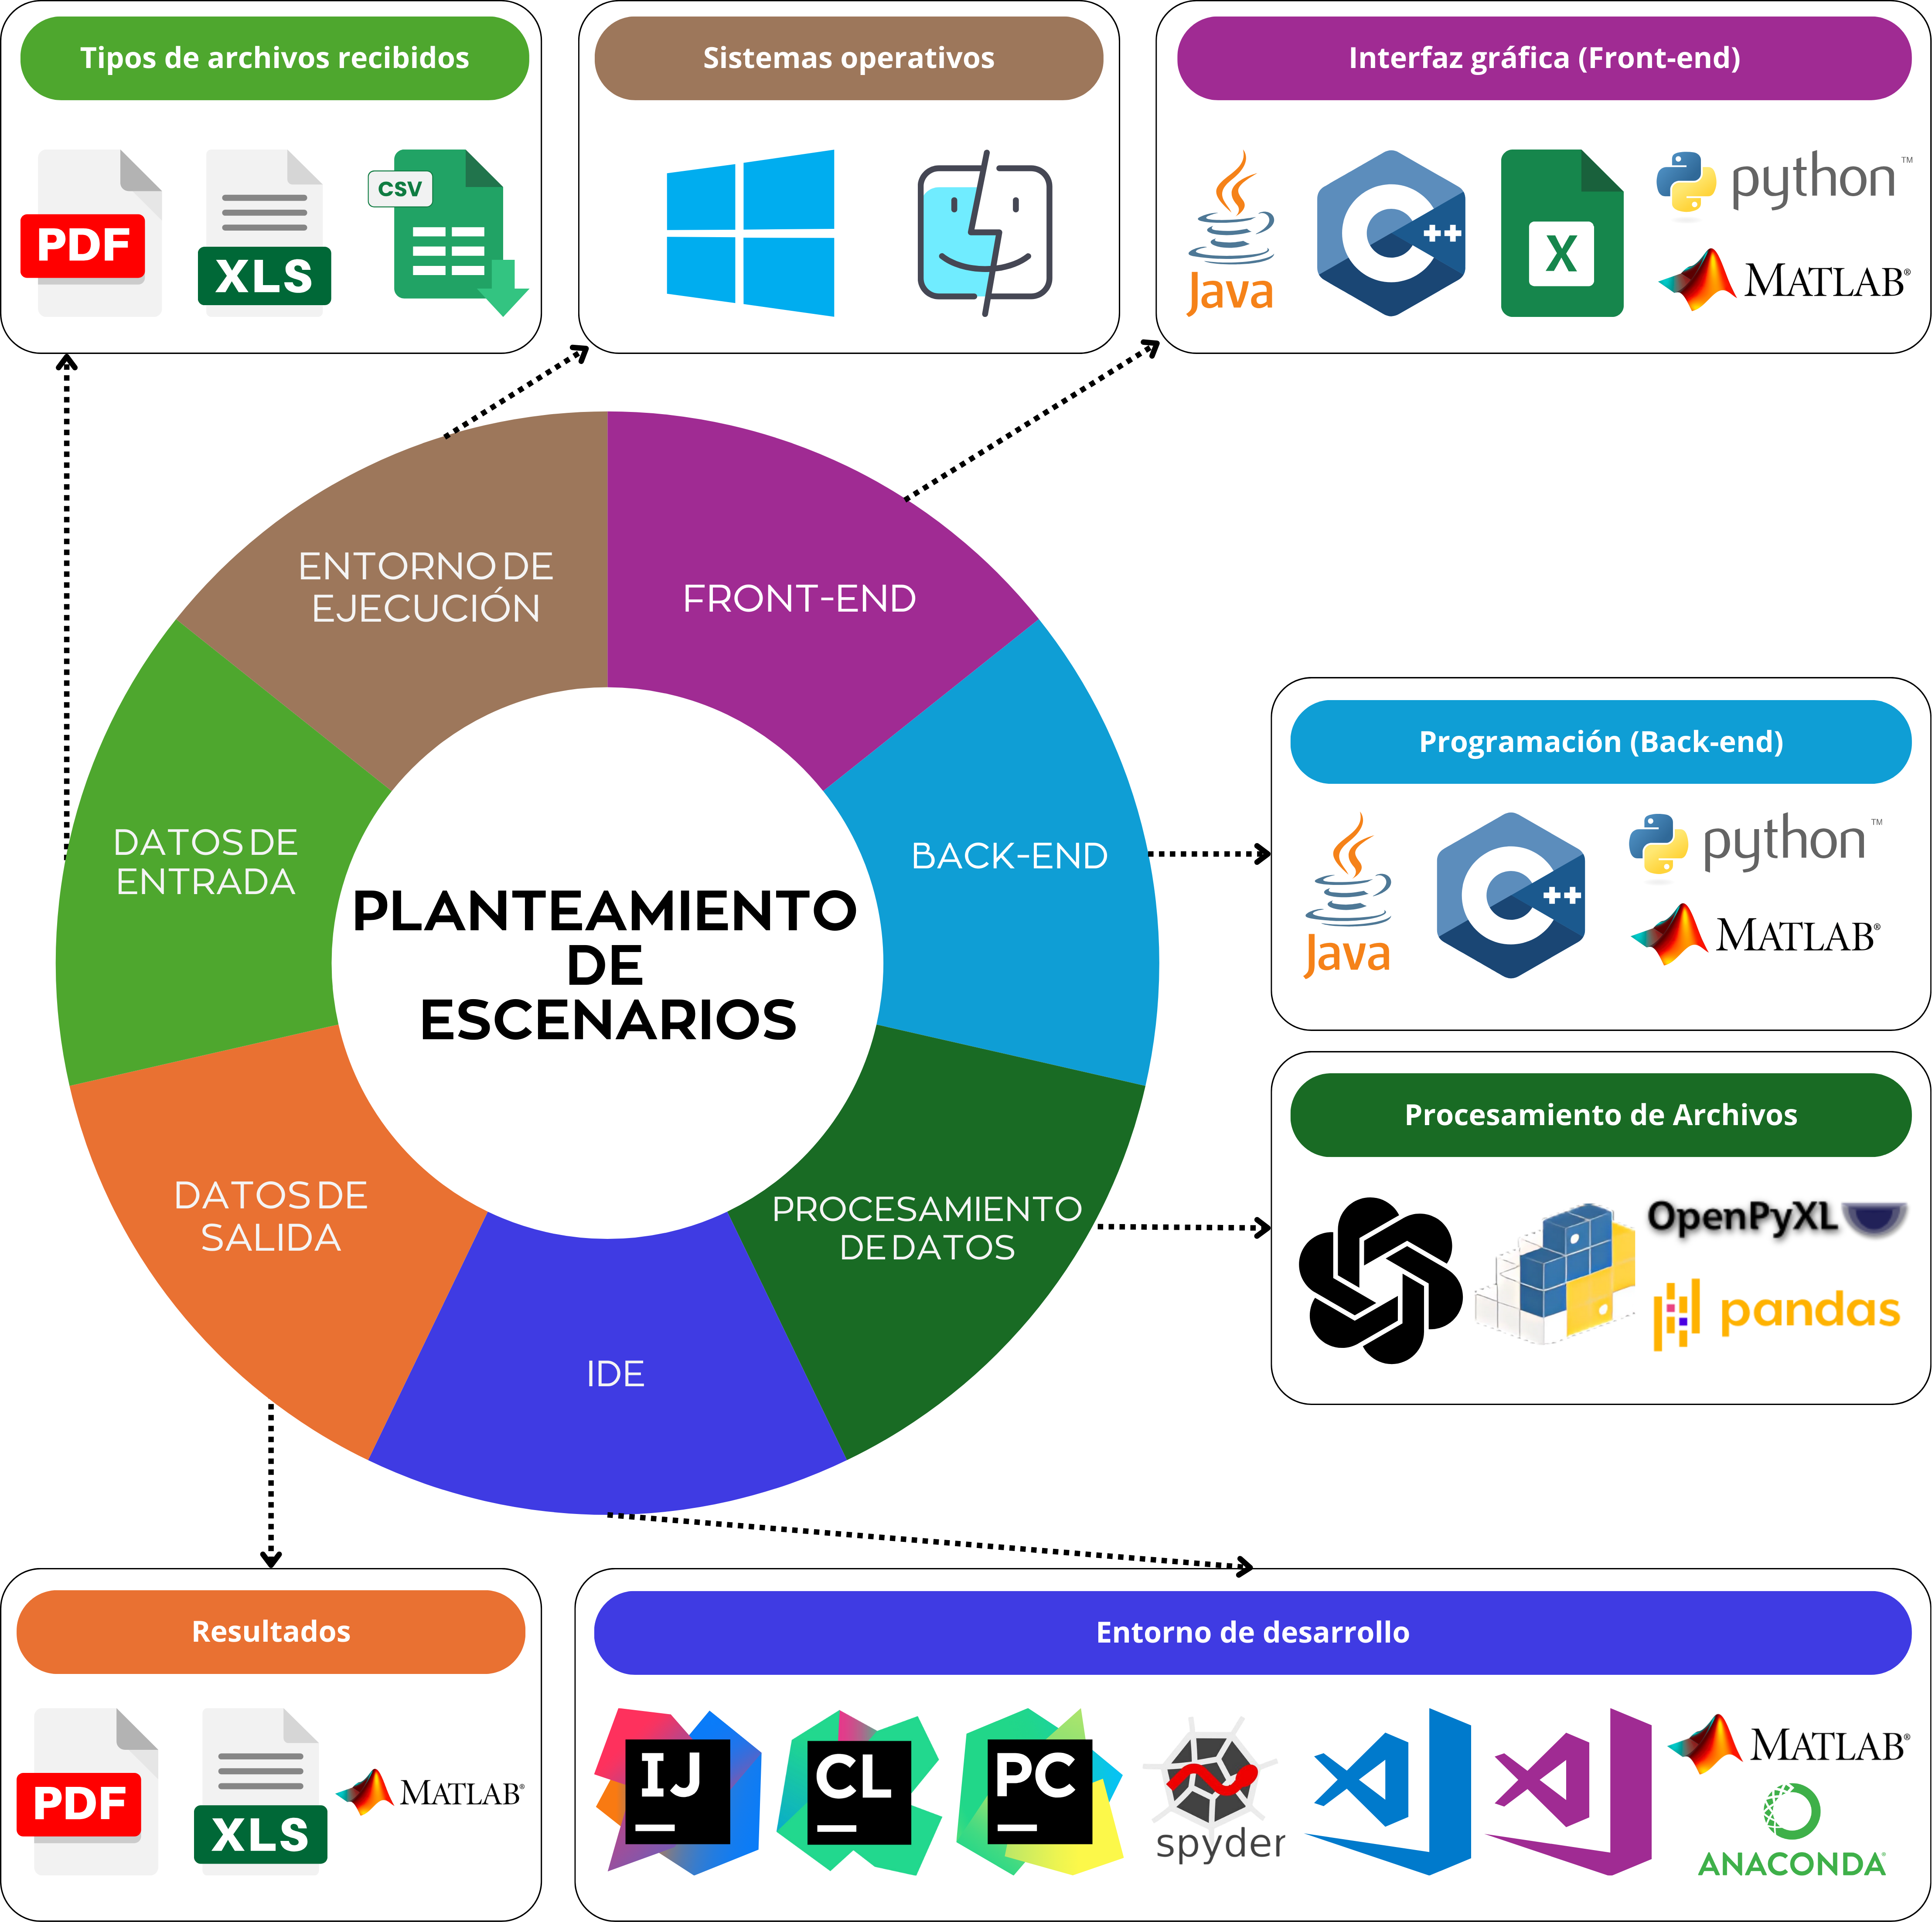 Tipos de archivos recibidos
PDF
XLS
CSV
Sistemas operativos
Interfaz gráfica (Front-end)
Java
C++
X
python™
MATLAB®
ENTORNO DE
EJECUCIÓN
FRONT-END
DATOS DE
ENTRADA
BACK-END
PLANTEAMIENTO
DE
ESCENARIOS
DATOS DE
SALIDA
IDE
PROCESAMIENTO
DE DATOS
Programación (Back-end)
Java
C++
python™
MATLAB®
Procesamiento de Archivos
OpenPyXL
pandas
Resultados
PDF
XLS
MATLAB®
Entorno de desarrollo
IJ
CL
PC
spyder
MATLAB®
ANACONDA®